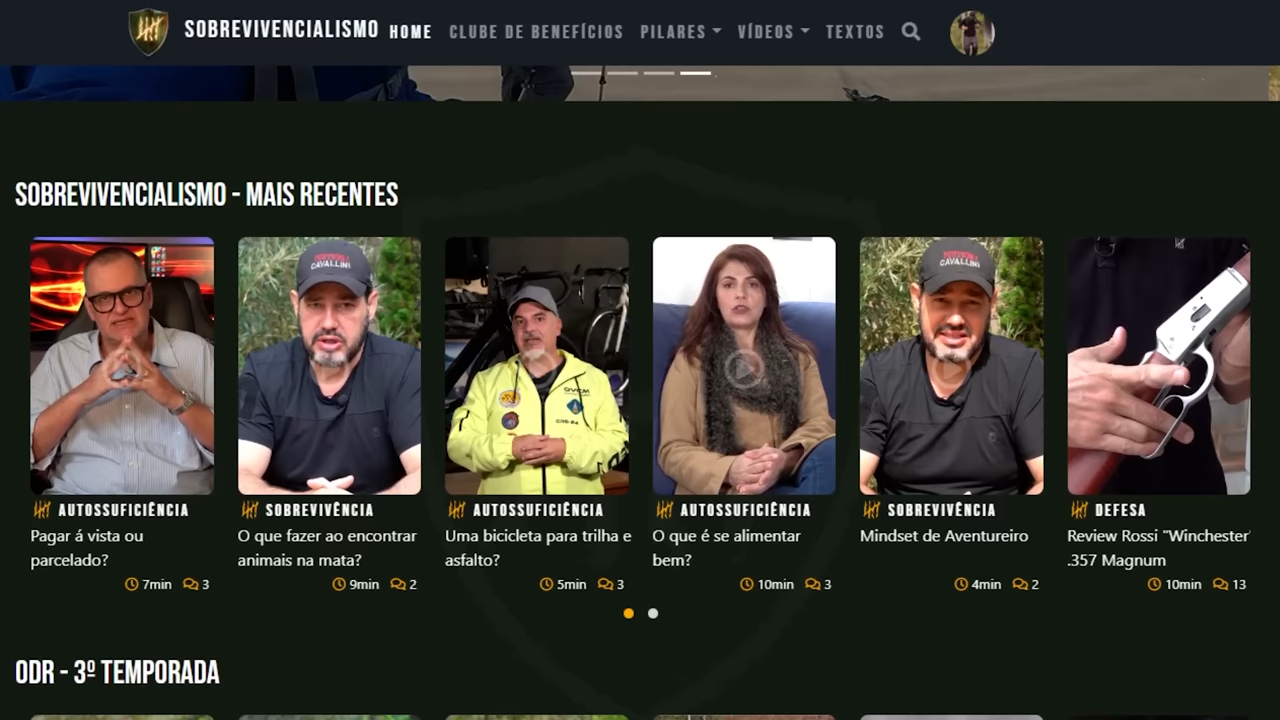 SOBREVIVENCIALISMO HOME CLUBE DE BENEFÍCIOS PILARES VÍDEOS TEXTOS
SOBREVIVENCIALISMO - MAIS RECENTES
CAVALLINI
CAVALLINI
AUTOSSUFICIÊNCIA
Pagar á vista ou
parcelado?
7min 3
SOBREVIVÊNCIA
O que fazer ao encontrar
animais na mata?
9min 2
AUTOSSUFICIÊNCIA
Uma bicicleta para trilha e
asfalto?
5min 3
AUTOSSUFICIÊNCIA
O que é se alimentar
bem?
10min 3
SOBREVIVÊNCIA
Mindset de Aventureiro
4min 2
DEFESA
Review Rossi "Winchester"
.357 Magnum
10min 13
ODR - 3º TEMPORADA